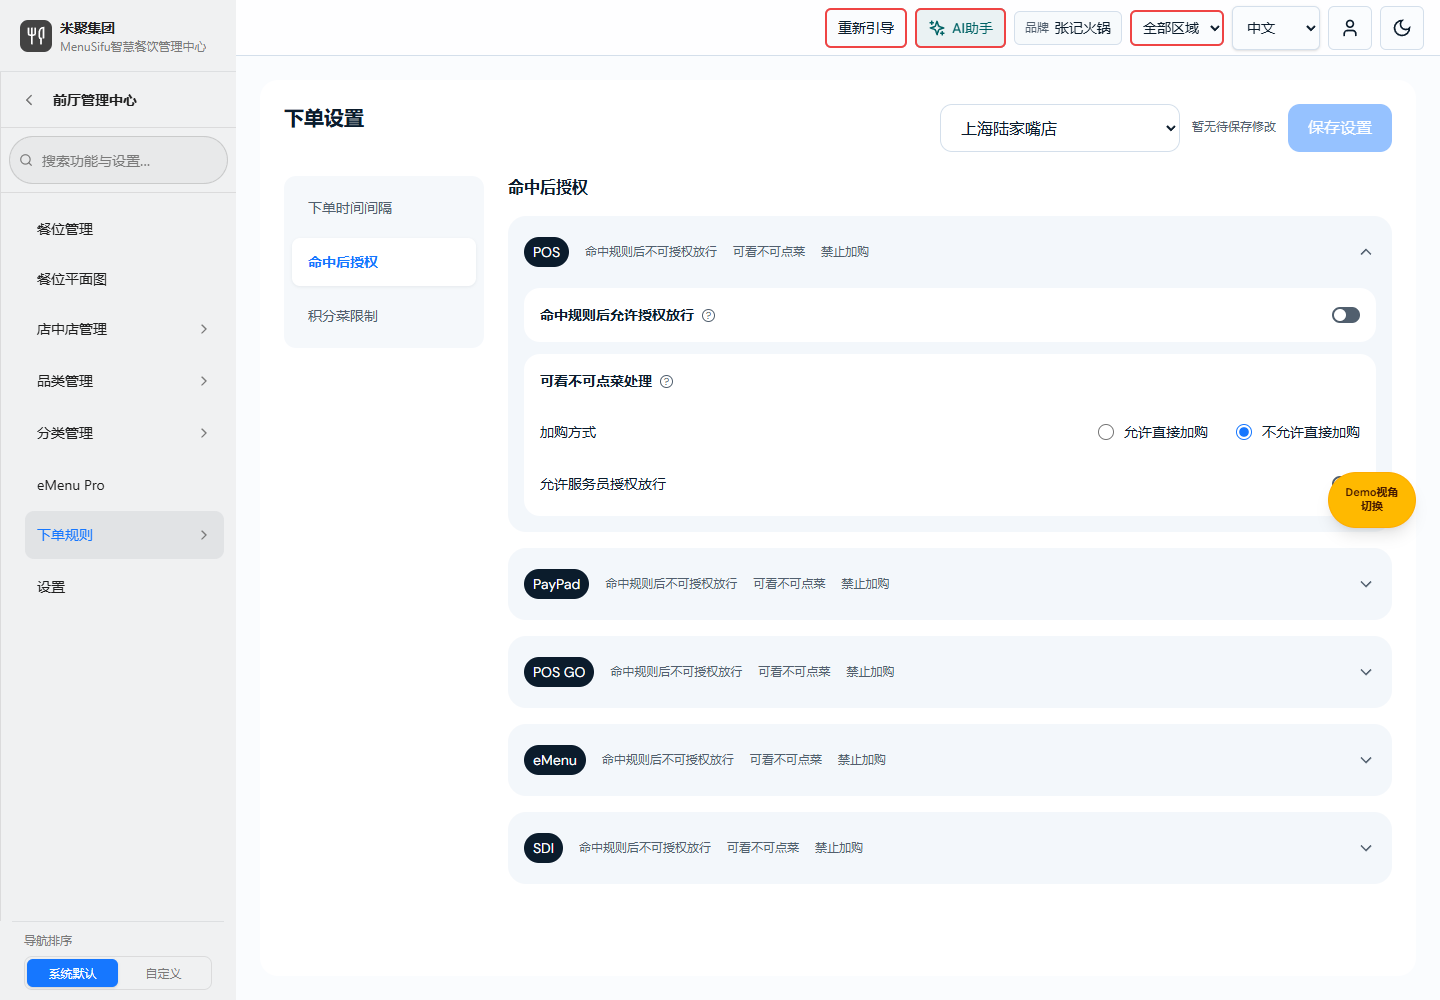 米聚集团
MenuSifu智慧餐饮管理中心
重新引导
AI助手
品牌 张记火锅
全部区域
中文
前厅管理中心
搜索功能与设置...
餐位管理
餐位平面图
店中店管理
品类管理
分类管理
eMenu Pro
下单规则
设置
导航排序
系统默认
自定义
下单设置
上海陆家嘴店
暂无待保存修改
保存设置
下单时间间隔
命中后授权
积分菜限制
命中后授权
POS 命中规则后不可授权放行 可看不可点菜 禁止加购
命中规则后允许授权放行
可看不可点菜处理
加购方式
允许直接加购
不允许直接加购
允许服务员授权放行
Demo视角
切换
PayPad 命中规则后不可授权放行 可看不可点菜 禁止加购
POS GO 命中规则后不可授权放行 可看不可点菜 禁止加购
eMenu 命中规则后不可授权放行 可看不可点菜 禁止加购
SDI 命中规则后不可授权放行 可看不可点菜 禁止加购